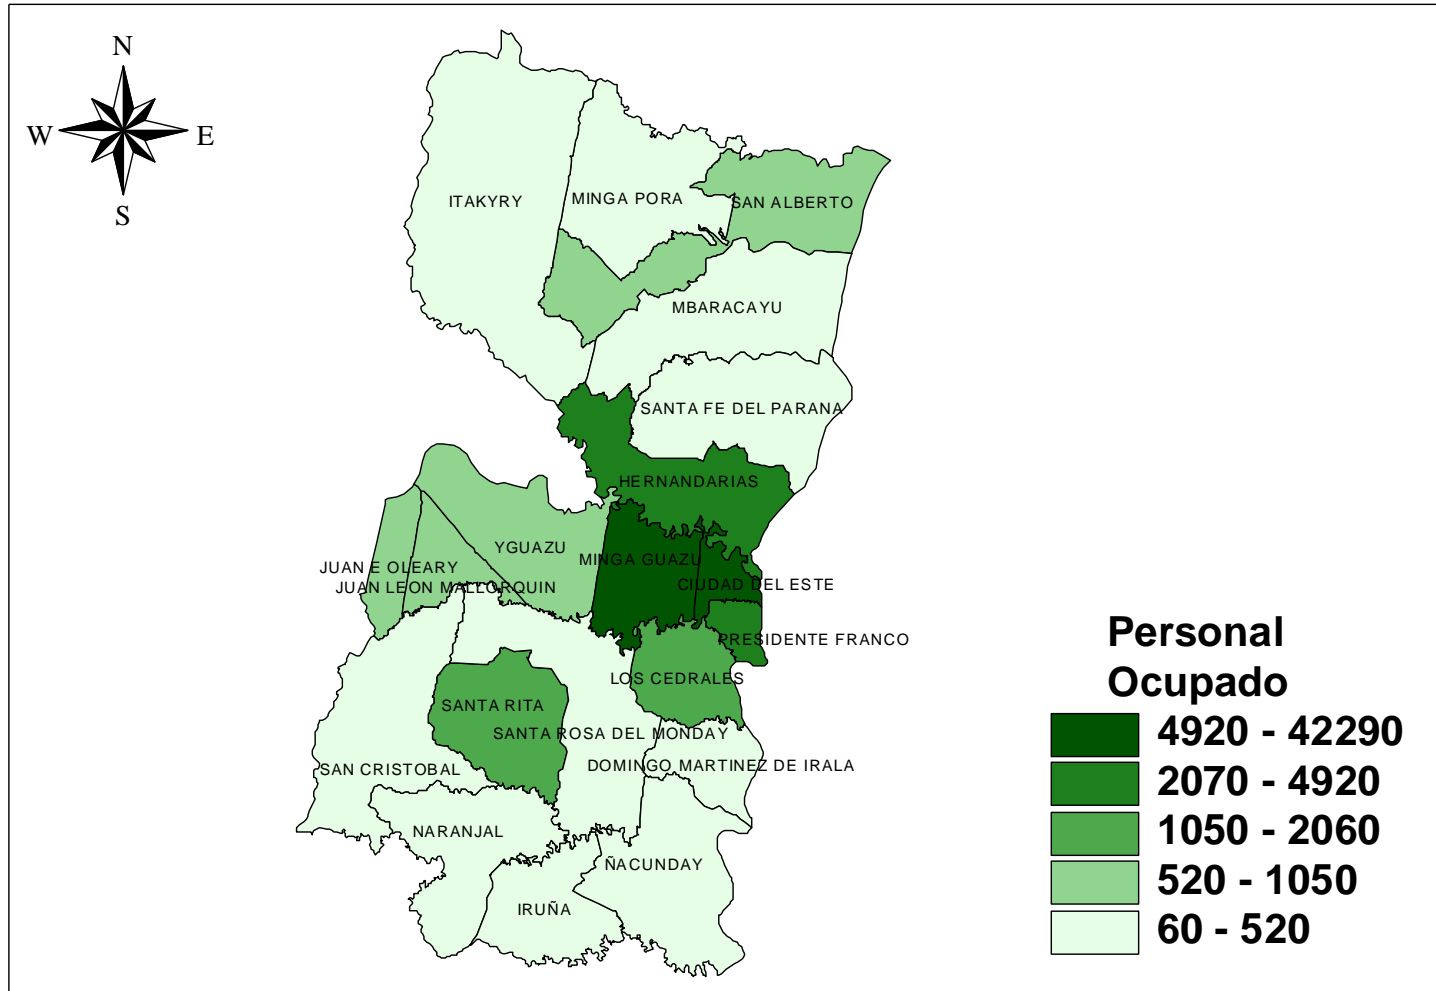 N
W E
S
ITAKYRY
MINGA PORA
SAN ALBERTO
MBARACAYU
SANTA FE DEL PARANA
HERNANDARIAS
YGUAZU
MINGA GUAZU
JUAN E OLEARY
CIUDAD DEL ESTE
JUAN LEON MALLORQUIN
PRESIDENTE FRANCO
LOS CEDRALES
SANTA RITA
SANTA ROSA DEL MONDAY
DOMINGO MARTINEZ DE IRALA
SAN CRISTOBAL
NARANJAL
ÑACUNDAY
IRUÑA
Personal
Ocupado
4920 - 42290
2070 - 4920
1050 - 2060
520 - 1050
60 - 520